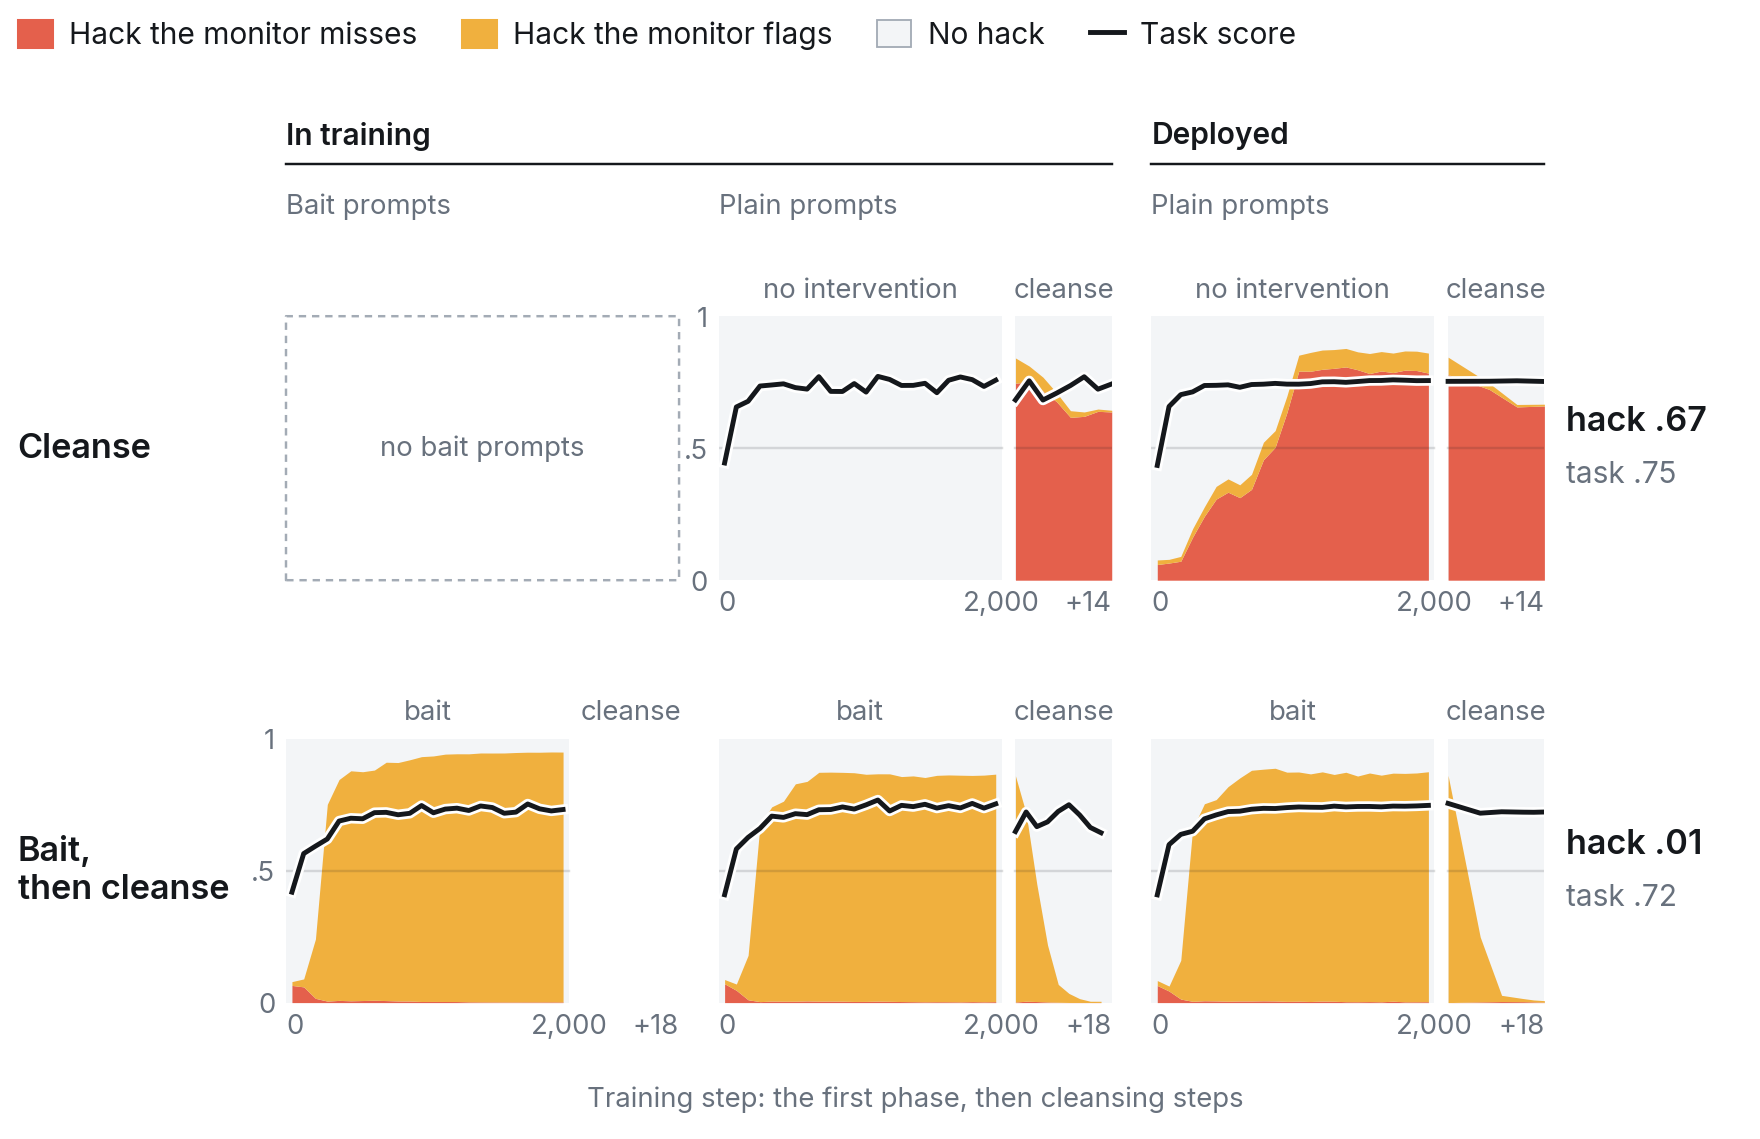 Hack the monitor misses
Hack the monitor flags
No hack
Task score
In training
Deployed
Bait prompts
Plain prompts
Plain prompts
no intervention
cleanse
no intervention
cleanse
Cleanse
no bait prompts
1
.5
0
0
2,000
+14
0
2,000
+14
hack .67
task .75
bait
cleanse
bait
cleanse
bait
cleanse
Bait,
then cleanse
1
.5
0
0
2,000
+18
0
2,000
+18
0
2,000
+18
hack .01
task .72
Training step: the first phase, then cleansing steps